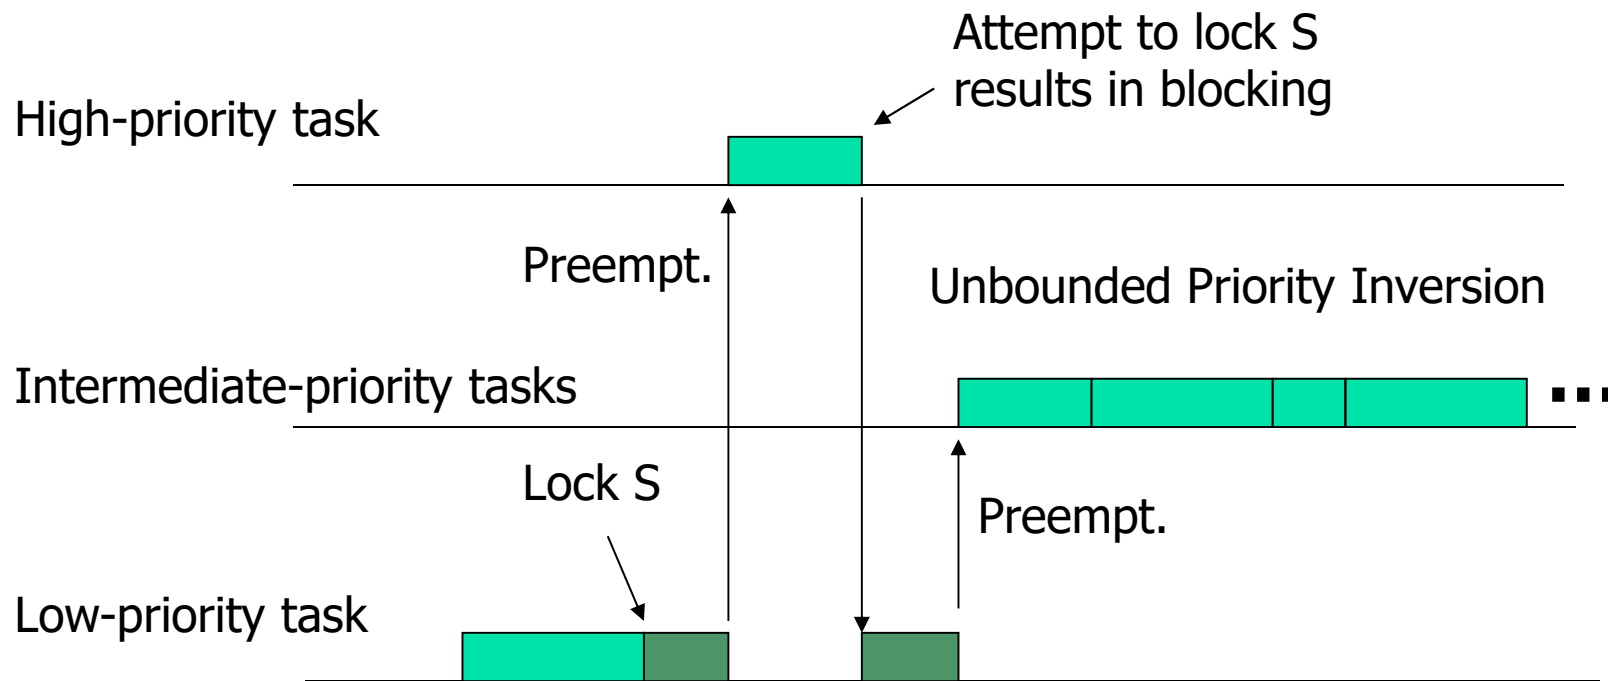 Attempt to lock S
results in blocking
High-priority task
Preempt.
Unbounded Priority Inversion
Intermediate-priority tasks
Lock S
Preempt.
Low-priority task